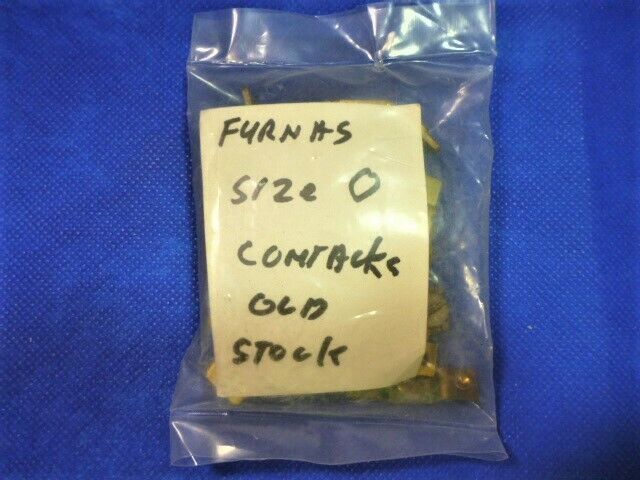 FURNAS
SIZe 0
CONTACKS
OLD
STOCK